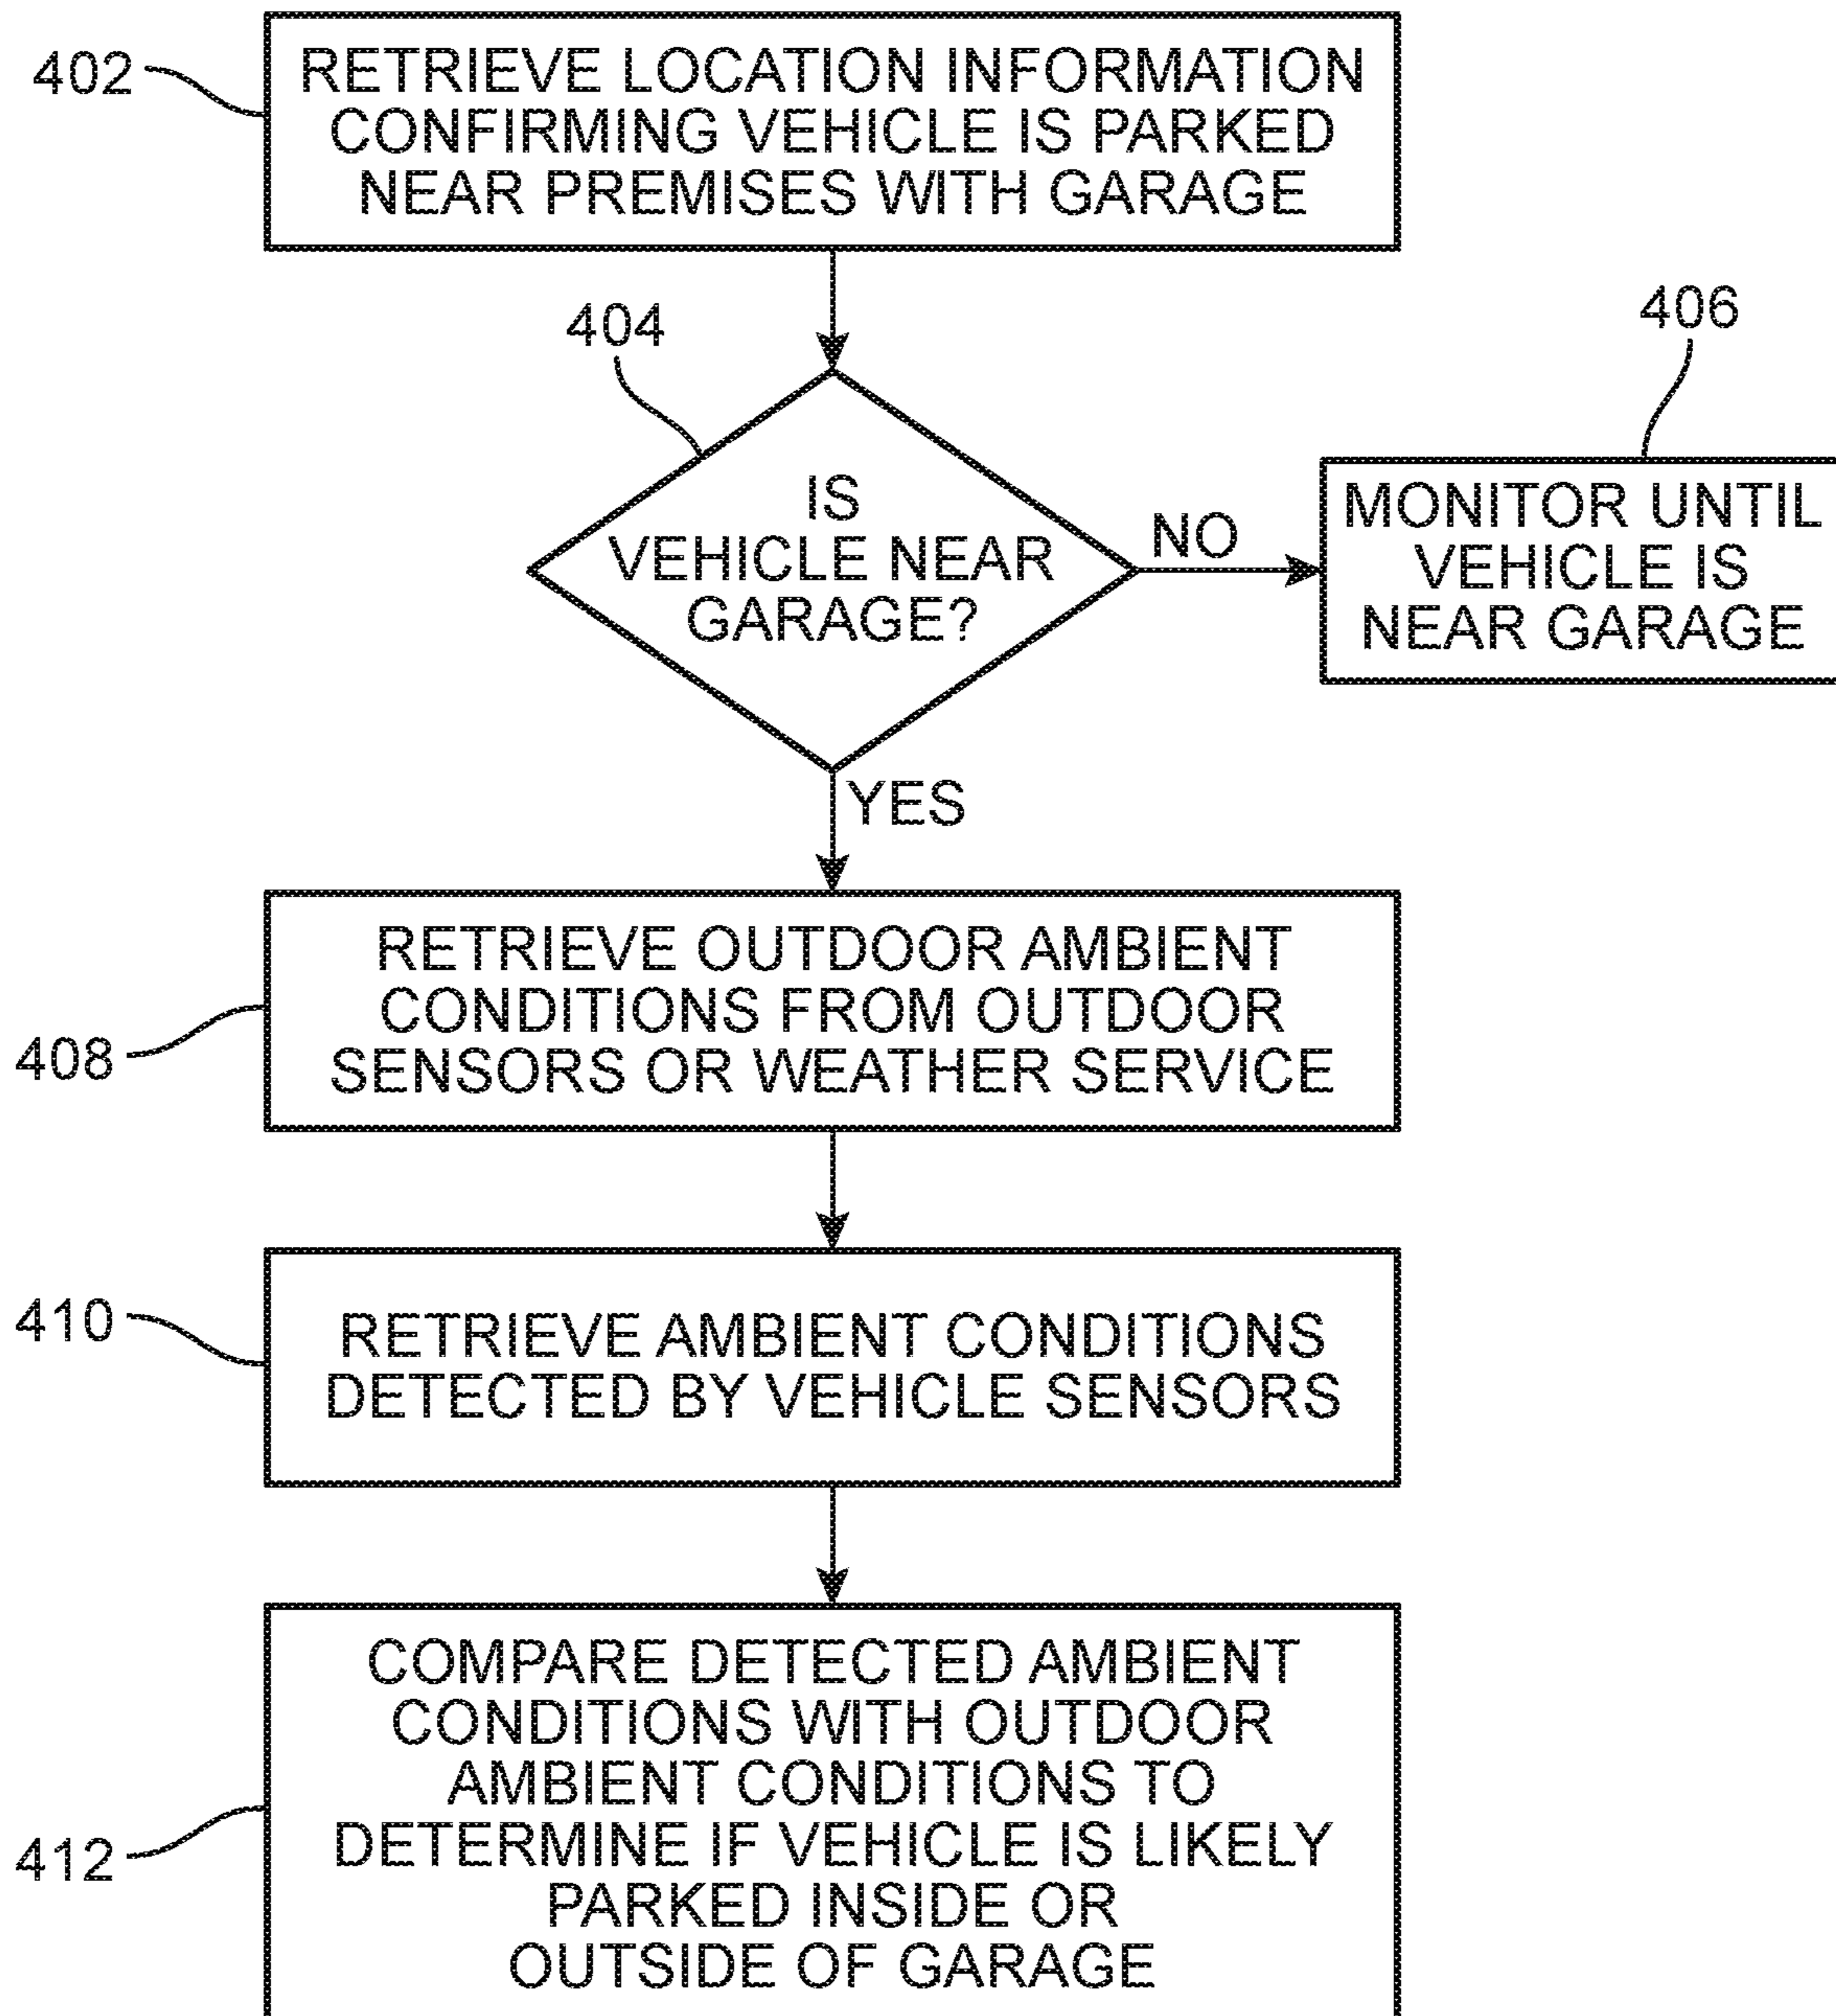 402
RETRIEVE LOCATION INFORMATION
CONFIRMING VEHICLE IS PARKED
NEAR PREMISES WITH GARAGE
404
406
IS
VEHICLE NEAR
GARAGE?
NO
MONITOR UNTIL
VEHICLE IS
NEAR GARAGE
YES
408
RETRIEVE OUTDOOR AMBIENT
CONDITIONS FROM OUTDOOR
SENSORS OR WEATHER SERVICE
410
RETRIEVE AMBIENT CONDITIONS
DETECTED BY VEHICLE SENSORS
412
COMPARE DETECTED AMBIENT
CONDITIONS WITH OUTDOOR
AMBIENT CONDITIONS TO
DETERMINE IF VEHICLE IS LIKELY
PARKED INSIDE OR
OUTSIDE OF GARAGE